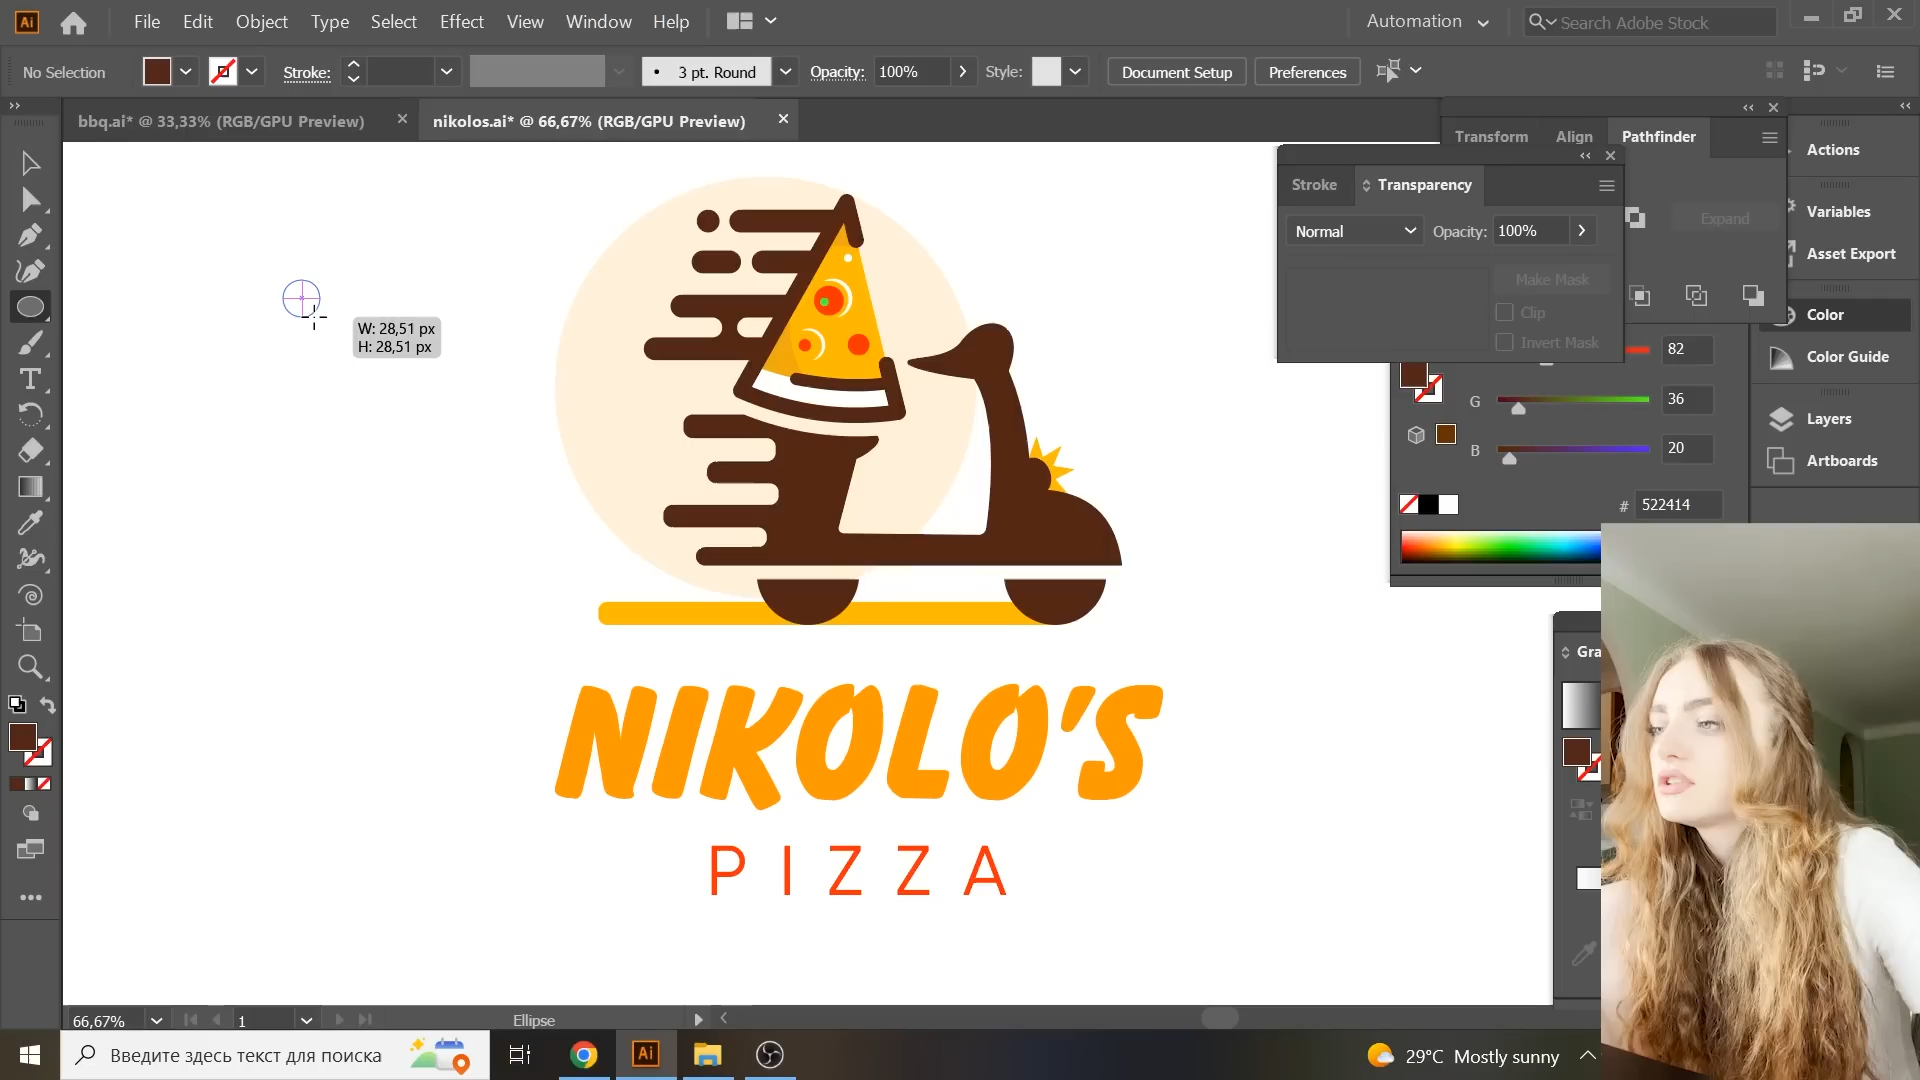 Ai File Edit Object Type Select Effect View Window Help Automation Search Adobe Stock
No Selection Stroke: 3 pt. Round Opacity: 100% Style: Document Setup Preferences
bbq.ai* @ 33,33% (RGB/GPU Preview) nikolos.ai* @ 66,67% (RGB/GPU Preview)
Transform Align Pathfinder
Actions
Stroke Transparency
Expand
Variables
Normal Opacity: 100%
Asset Export
Make Mask
Clip
Invert Mask
Color
82
Color Guide
G 36
B 20
Layers
Artboards
# 522414
W: 28,51 px
H: 28,51 px
Gra
NIKOLO'S
PIZZA
66,67% 1 Ellipse
Введите здесь текст для поиска Ai 29°C Mostly sunny